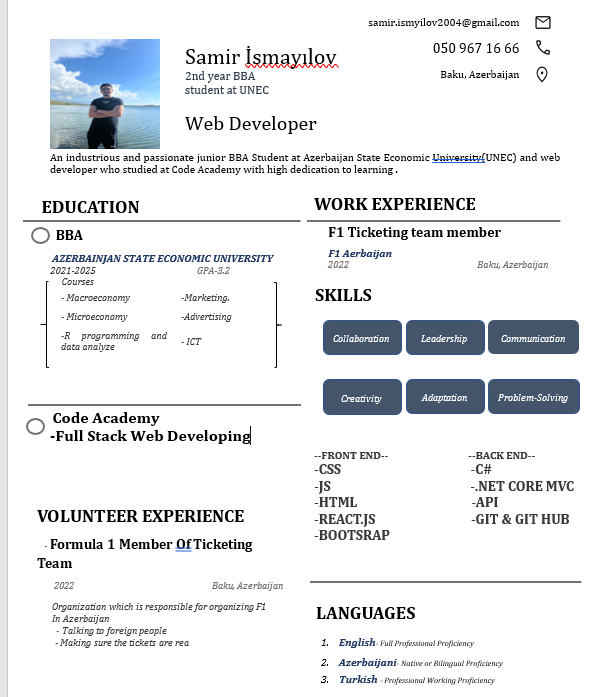 samir.ismyilov2004@gmail.com
050 967 16 66
Baku, Azerbaijan
Samir İsmayılov
2nd year BBA
student at UNEC
Web Developer
An industrious and passionate junior BBA Student at Azerbaijan State Economic University(UNEC) and web
developer who studied at Code Academy with high dedication to learning .
EDUCATION
BBA
AZERBAINJAN STATE ECONOMIC UNIVERSITY
2021-2025 GPA-3.2
Courses
- Macroeconomy -Marketing.
- Microeconomy -Advertising
-R programming and
data analyze
- ICT
Code Academy
-Full Stack Web Developing
VOLUNTEER EXPERIENCE
- Formula 1 Member Of Ticketing
Team
2022 Baku, Azerbaijan
Organization which is responsible for organizing F1
In Azerbaijan
- Talking to foreign people
- Making sure the tickets are rea
WORK EXPERIENCE
F1 Ticketing team member
F1 Aerbaijan
2022 Baku, Azerbaijan
SKILLS
Collaboration Leadership Communication
Creativity Adaptation Problem-Solving
--FRONT END--
-CSS
-JS
-HTML
-REACT.JS
-BOOTSRAP
--BACK END--
-C#
-.NET CORE MVC
-API
-GIT & GIT HUB
LANGUAGES
1. English- Full Professional Proficiency
2. Azerbaijani- Native or Bilingual Proficiency
3. Turkish - Professional Working Proficiency